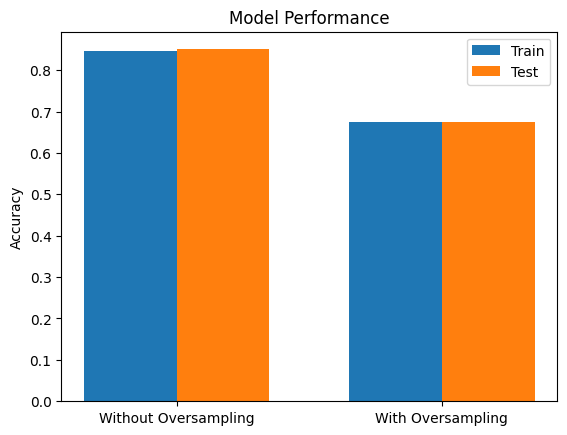 Model Performance
Train
Test
Accuracy
0.8
0.7
0.6
0.5
0.4
0.3
0.2
0.1
0.0
Without Oversampling
With Oversampling